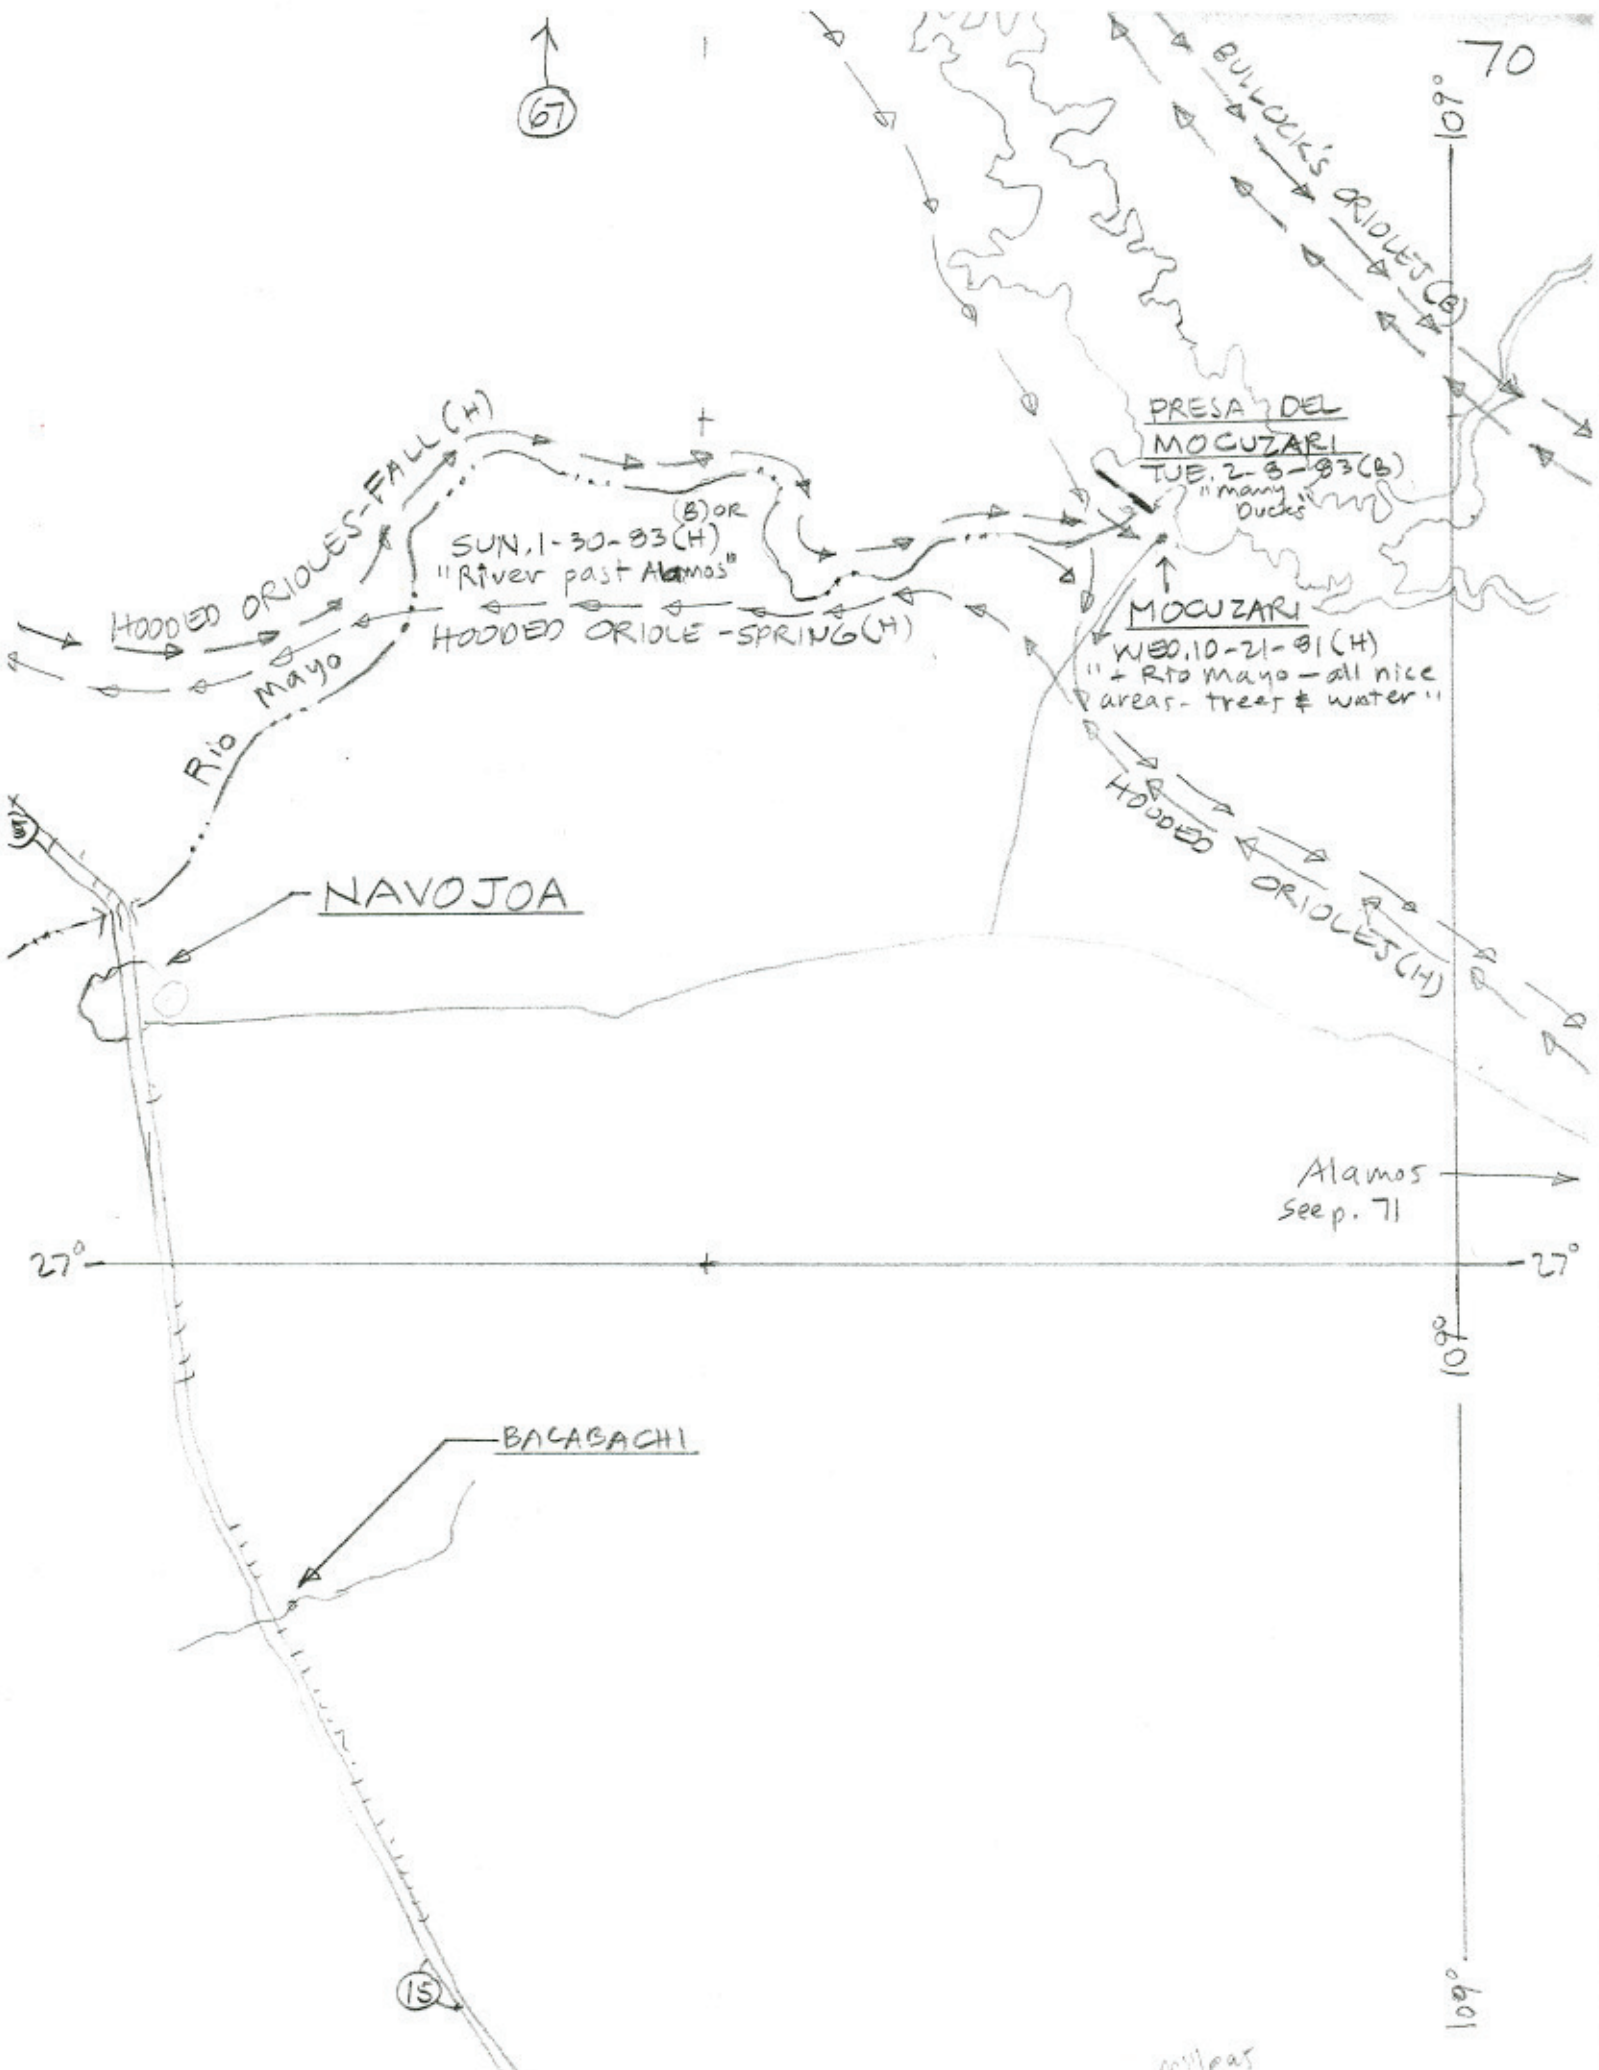 70
67
109°
BULLOCK'S ORIOLES (B)
PRESA DEL
MOCUZARI
TUE. 2-8-83 (B)
"many
Ducks"
HOODED ORIOLES-FALL (H)
(B) OR
SUN. 1-30-83 (H)
"River past Alamos"
HOODED ORIOLE-SPRING (H)
MOCUZARI
WED. 10-21-81 (H)
"+ Rio Mayo - all nice
areas - trees & water"
Rio Mayo
HOODED ORIOLES (H)
NAVOJOA
Alamos
see p. 71
27°
27°
109°
BACABACHI
15
109°